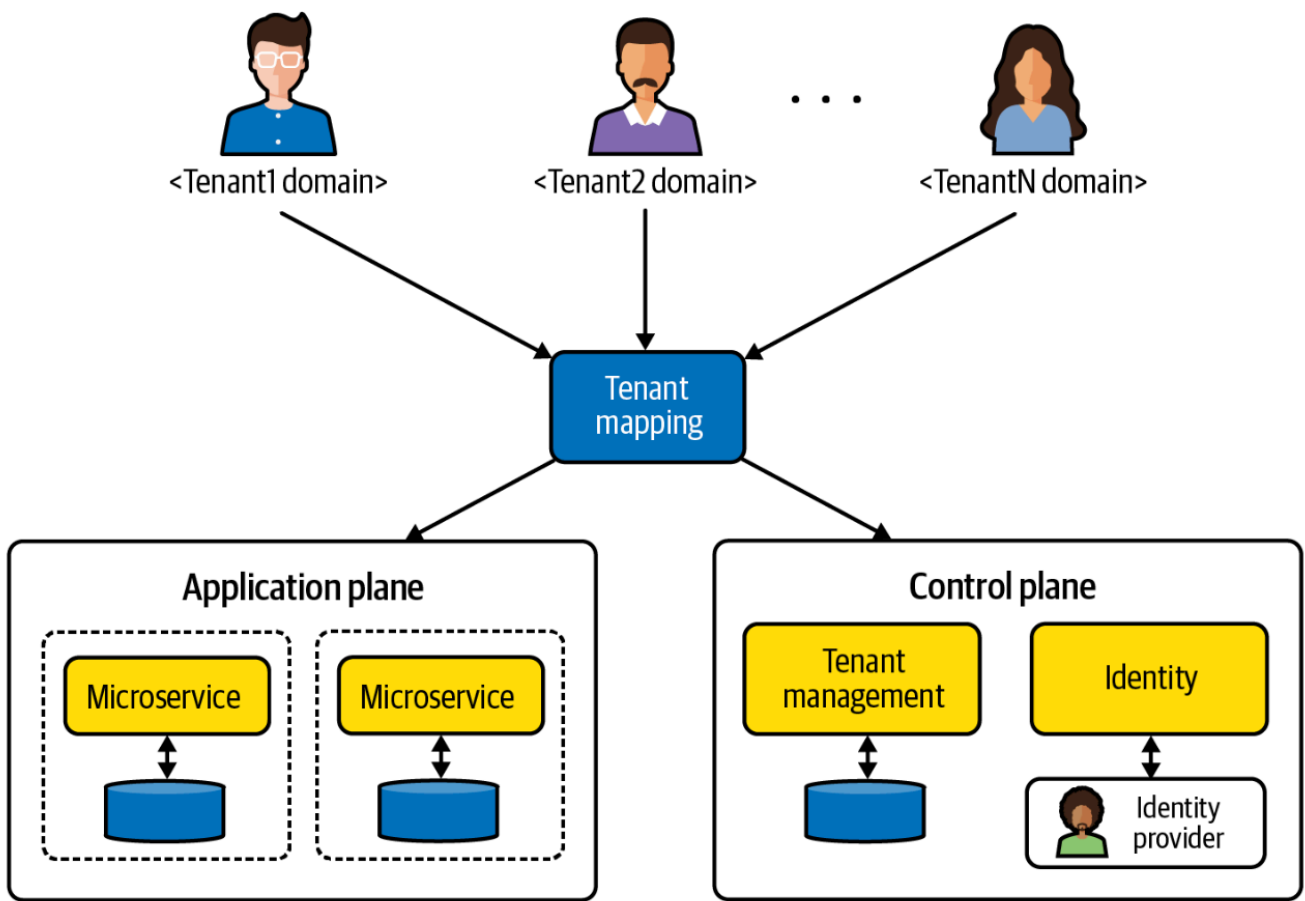 <Tenant1 domain>
<Tenant2 domain>
. . .
<TenantN domain>
Tenant
mapping
Application plane
Microservice
Microservice
Control plane
Tenant
management
Identity
Identity
provider